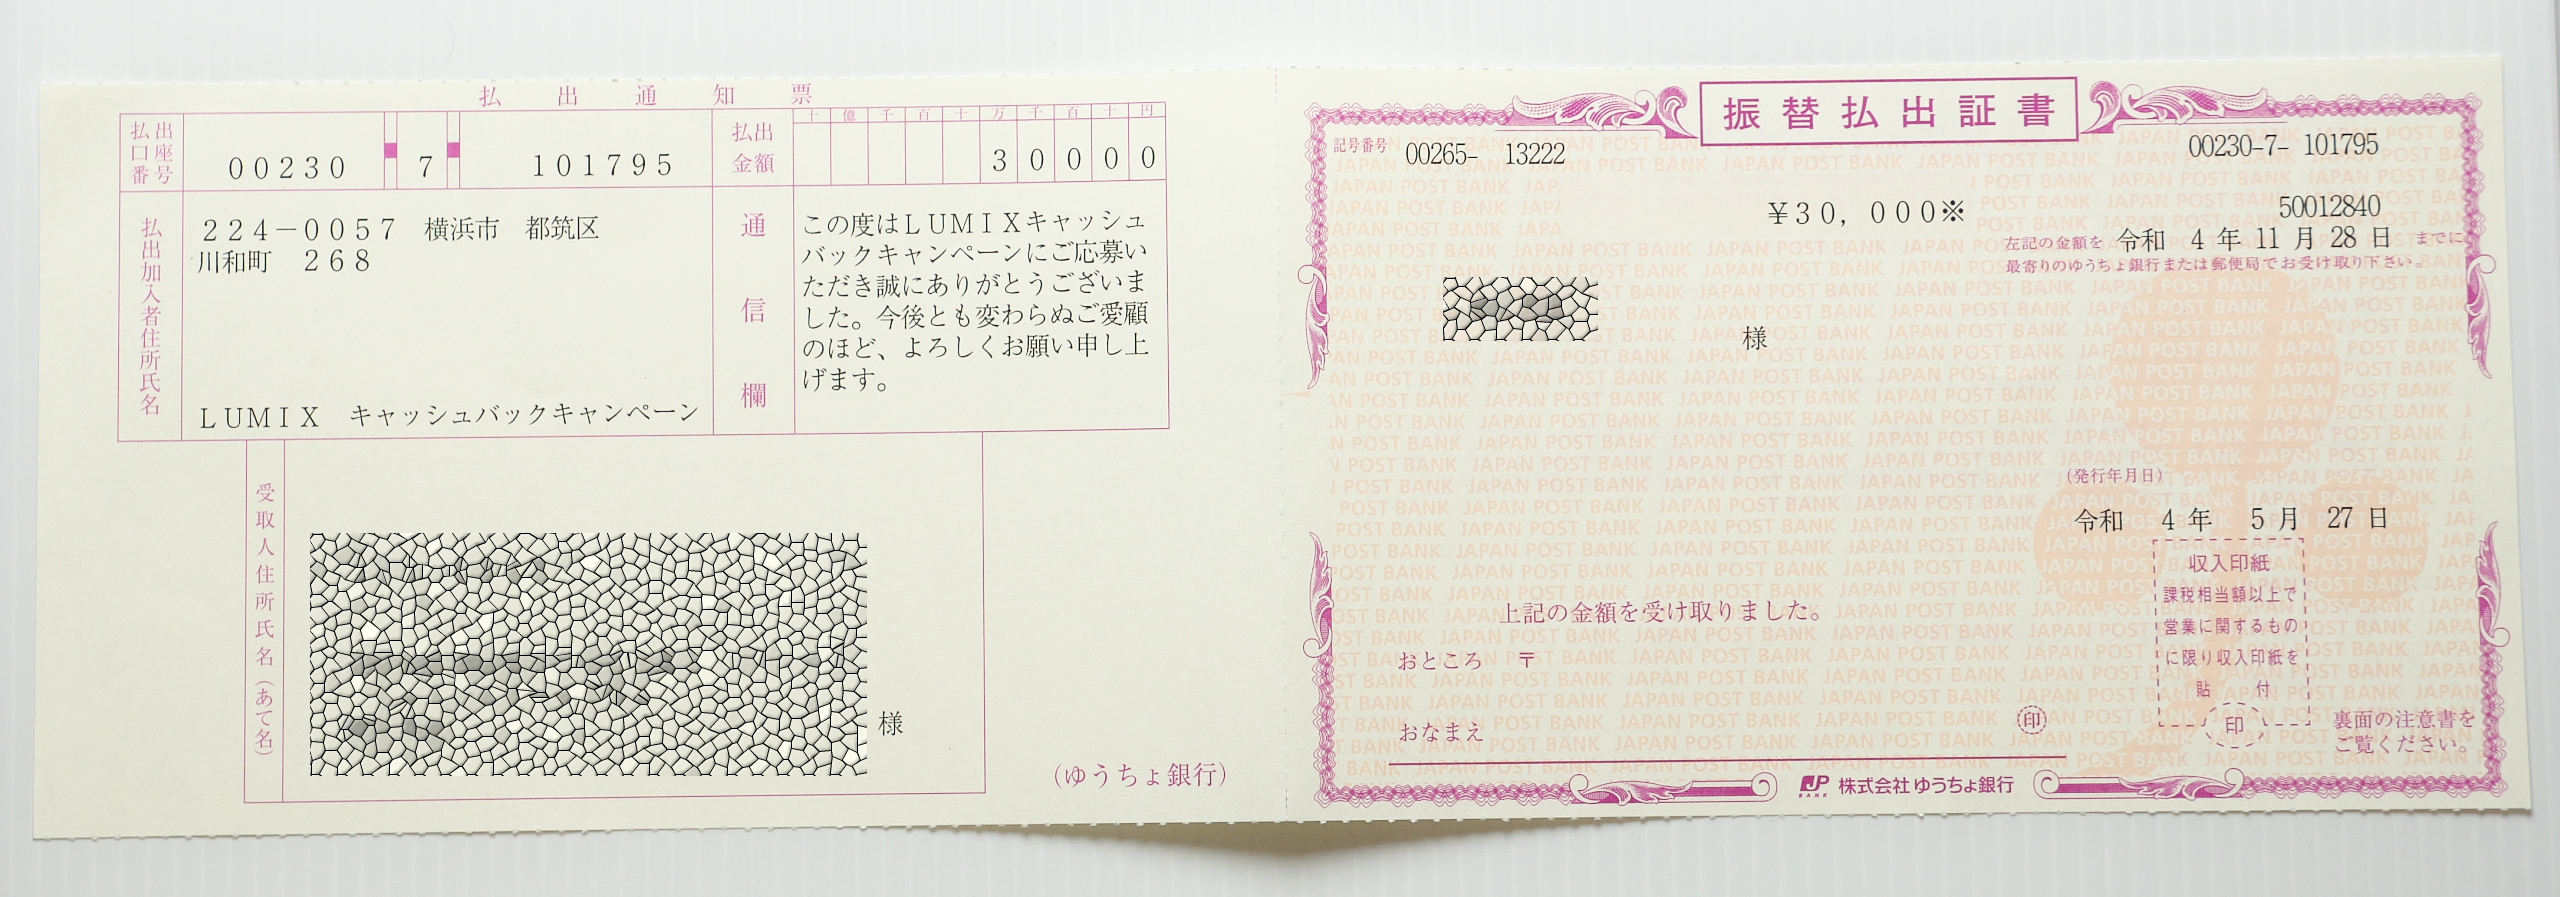 払出通知票
払出口座番号
00230 7 101795
払出金額
十億千百十万千百十円
30000
払出加入者住所氏名
224－0057 横浜市 都筑区
川和町 268
LUMIX キャッシュバックキャンペーン
通信欄
この度はLUMIXキャッシュ
バックキャンペーンにご応募い
ただき誠にありがとうございま
した。今後とも変わらぬご愛顧
のほど、よろしくお願い申し上
げます。
受取人住所氏名（あて名）
様
（ゆうちょ銀行）
振替払出証書
記号番号 00265- 13222
00230-7- 101795
¥30,000※
50012840
左記の金額を 令和 4 年 11 月 28 日 までに
最寄りのゆうちょ銀行または郵便局でお受け取り下さい。
様
（発行年月日）
令和 4 年 5 月 27 日
収入印紙
課税相当額以上で
営業に関するもの
に限り収入印紙を
貼付
印
上記の金額を受け取りました。
おところ 〒
おなまえ
印
裏面の注意書を
ご覧ください。
JP BANK 株式会社ゆうちょ銀行
JAPAN POST BANK